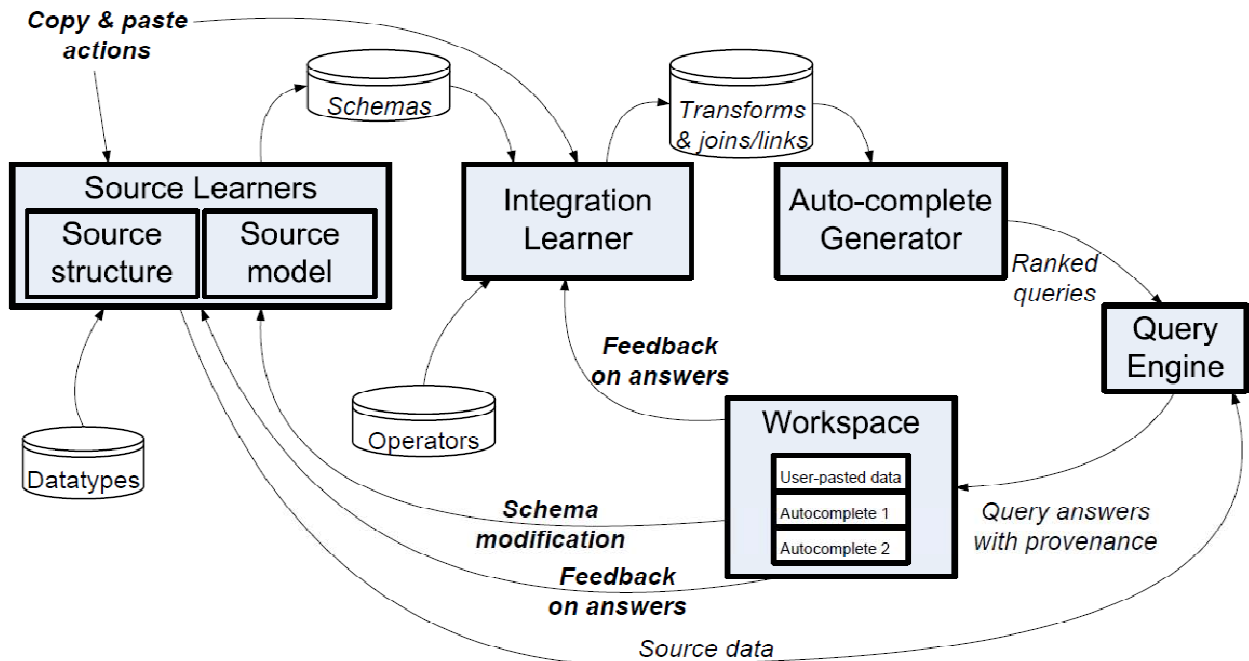 Copy & paste
actions
Schemas
Transforms
& joins/links
Source Learners
Source
structure
Source
model
Integration
Learner
Auto-complete
Generator
Ranked
queries
Query
Engine
Feedback
on answers
Workspace
User-pasted data
Autocomplete 1
Autocomplete 2
Operators
Datatypes
Schema
modification
Query answers
with provenance
Feedback
on answers
Source data